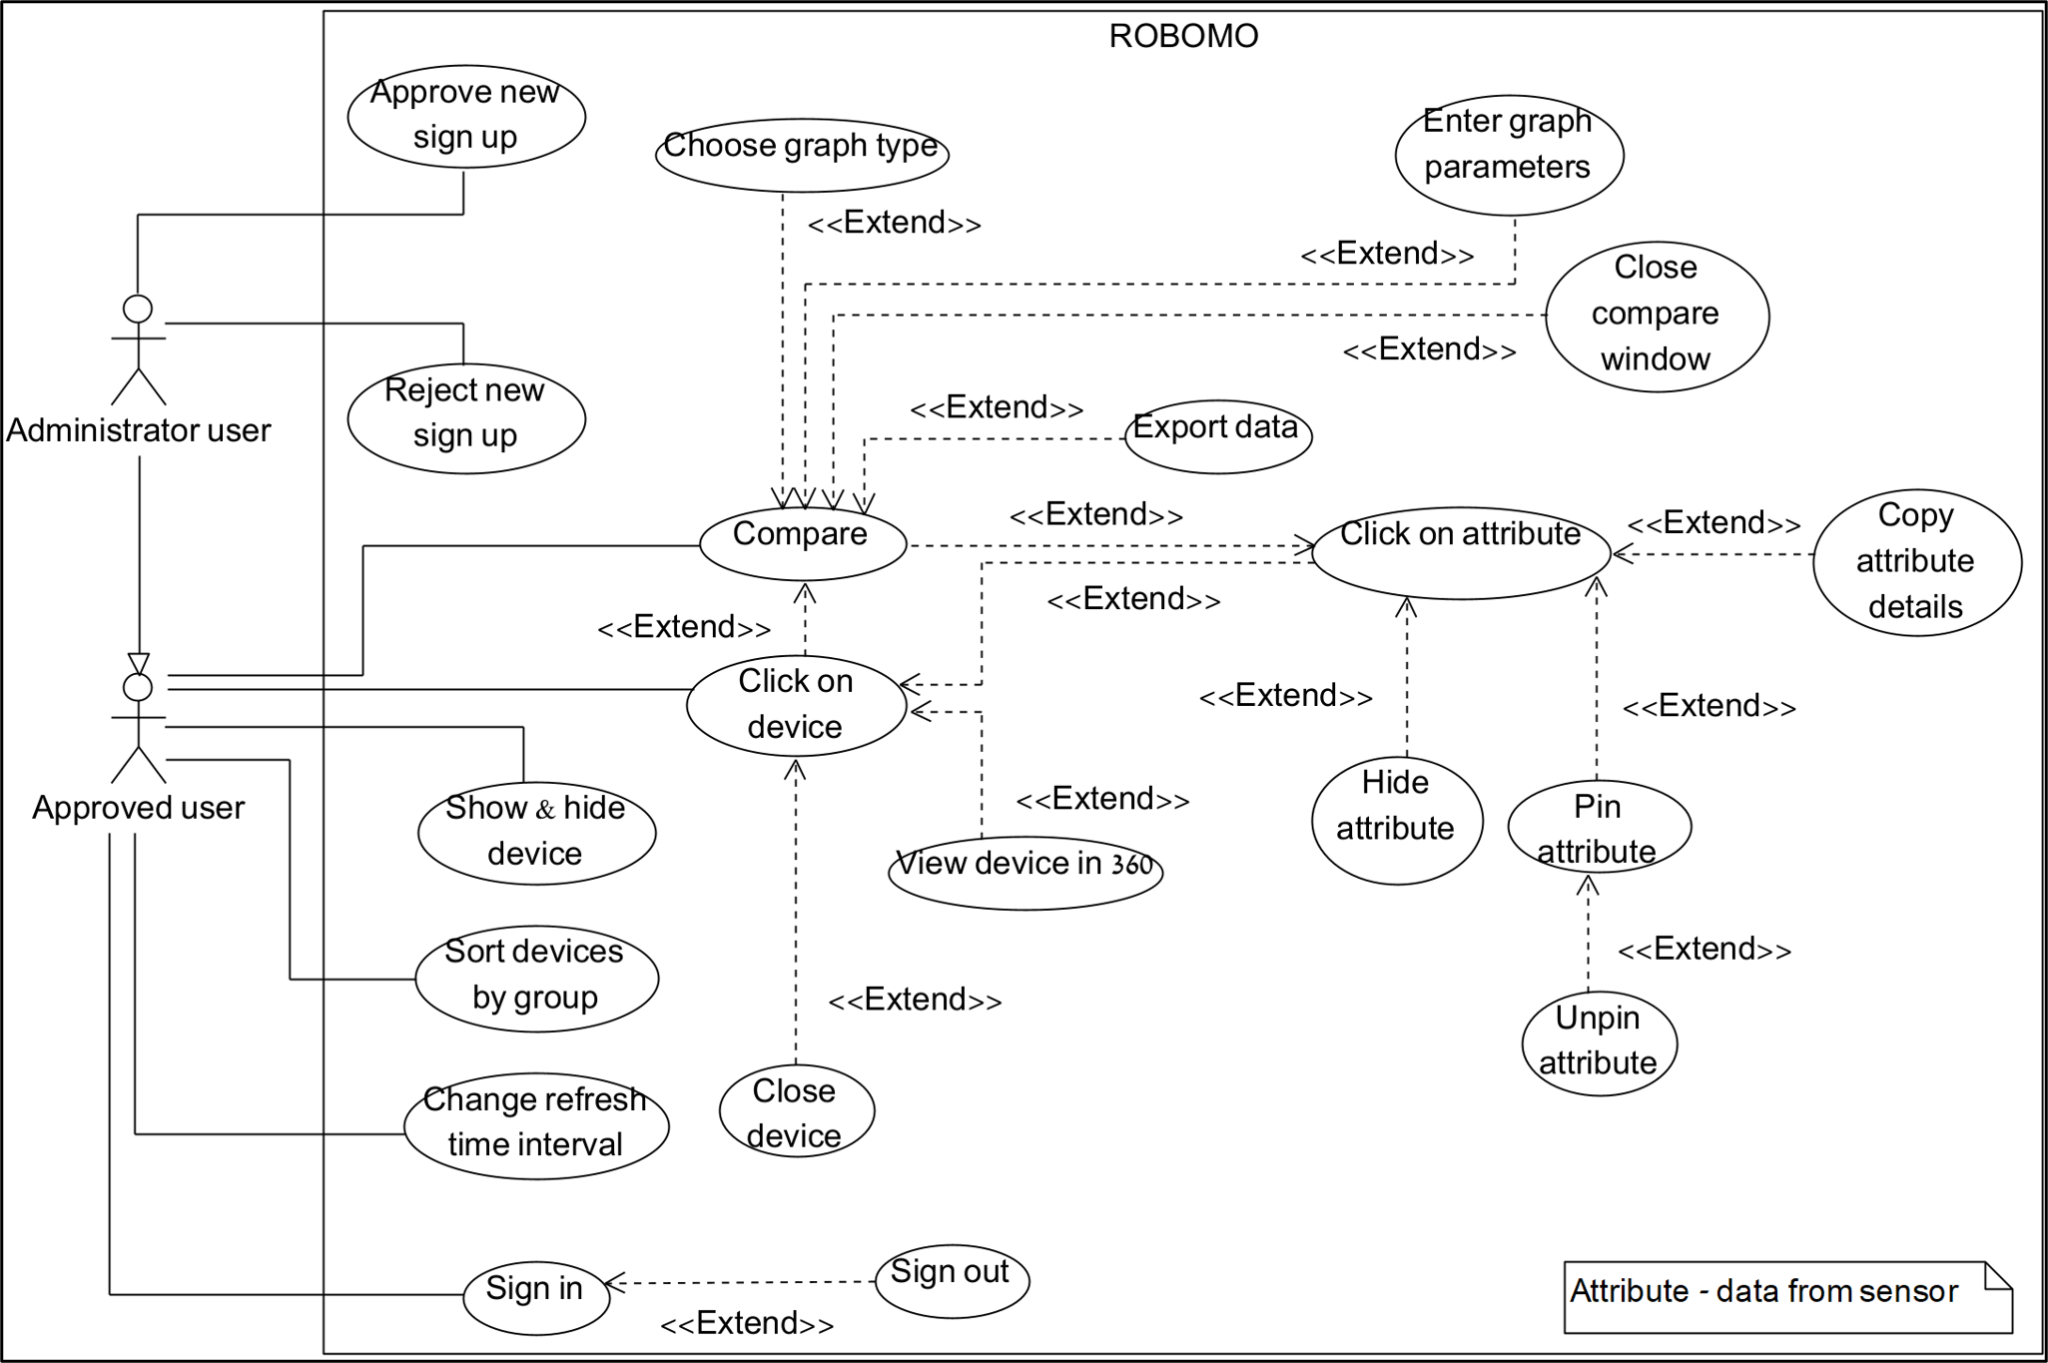 ROBOMO
Approve new
sign up
Choose graph type
Enter graph
parameters
<<Extend>>
<<Extend>>
Close
compare
window
<<Extend>>
Reject new
sign up
Administrator user
<<Extend>>
Export data
Compare
<<Extend>>
Click on attribute
<<Extend>>
Copy
attribute
details
<<Extend>>
<<Extend>>
Click on
device
<<Extend>>
<<Extend>>
Approved user
Show & hide
device
<<Extend>>
View device in 360
Hide
attribute
Pin
attribute
Sort devices
by group
<<Extend>>
<<Extend>>
Unpin
attribute
Change refresh
time interval
Close
device
Sign in
Sign out
<<Extend>>
Attribute - data from sensor